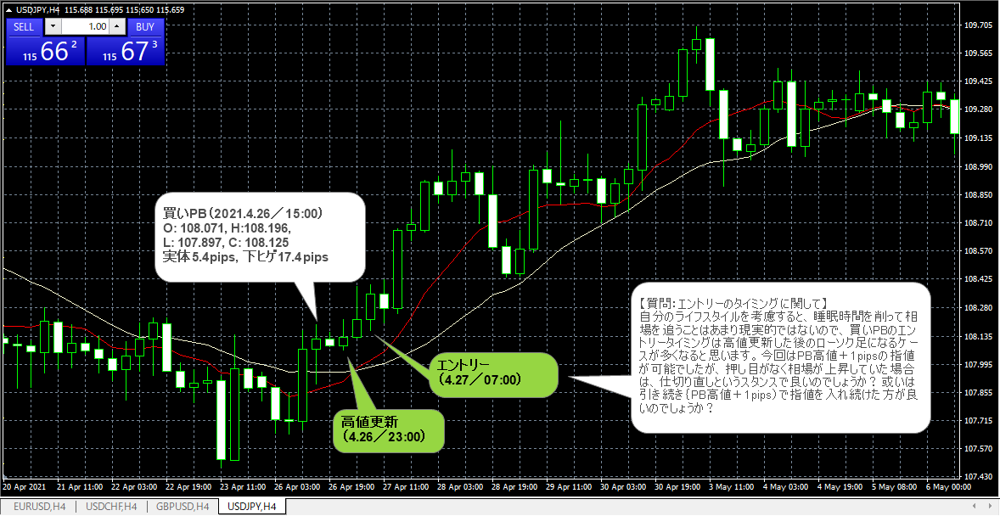 USDJPY,H4 115.688 115.695 115.650 115.659
SELL 1.00 BUY
115 66 2
115 67 3
109.705
109.565
109.425
109.280
109.135
108.990
108.850
108.710
108.570
108.425
108.280
108.135
107.995
107.855
107.715
107.570
107.430
買いPB(2021.4.26／15:00)
O: 108.071, H:108.196,
L: 107.897, C: 108.125
実体5.4pips, 下ヒゲ17.4pips
エントリー
(4.27／07:00)
高値更新
(4.26／23:00)
【質問：エントリーのタイミングに関して】
自分のライフスタイルを考慮すると、睡眠時間を削って相
場を追うことはあまり現実的ではないので、買いPBのエン
トリータイミングは高値更新した後のローソク足になるケー
スが多くなると思います。今回はPB高値＋1pipsの指値
が可能でしたが、押し目がなく相場が上昇していた場合
は、仕切り直しというスタンスで良いのでしょうか？或いは
引き続き{PB高値＋1pips)で指値を入れ続けた方が良
いのでしょうか？
20 Apr 2021
21 Apr 11:00
22 Apr 03:00
22 Apr 19:00
23 Apr 11:00
26 Apr 03:00
26 Apr 19:00
27 Apr 11:00
28 Apr 03:00
28 Apr 19:00
29 Apr 11:00
30 Apr 03:00
30 Apr 19:00
3 May 11:00
4 May 03:00
4 May 19:00
5 May 08:00
6 May 00:00
EURUSD,H4
USDCHF,H4
GBPUSD,H4
USDJPY,H4